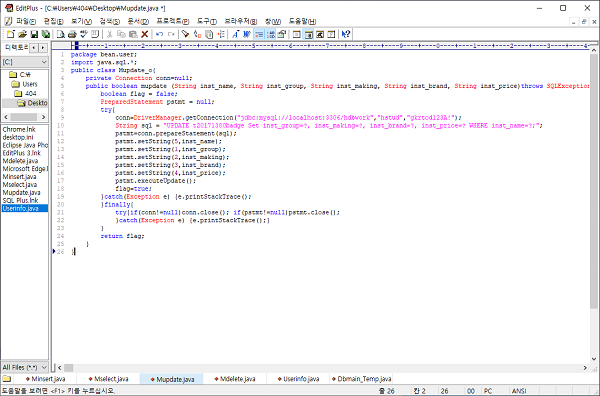 EditPlus - [C:₩Users₩404₩Desktop₩Mupdate.java *]
파일(F) 편집(E) 보기(V) 검색(S) 문서(D) 프로젝트(P) 도구(T) 브라우저(B) 창(W) 도움말(H)
디렉토리
[C:]
C:₩
Users
404
Deskto
Chrome.lnk
desktop.ini
Eclipse Java Pho
EditPlus 3.lnk
Mdelete.java
Microsoft Edge.l
Minsert.java
Mselect.java
Mupdate.java
SQL Plus.lnk
Userinfo.java
All Files (*.*)
1 package bean.user;
2 import java.sql.*;
3 public class Mupdate_o{
4 private Connection conn=null;
5 public boolean mupdate (String inst_name, String inst_group, String inst_making, String inst_brand, String inst_price)throws SQLException
6 boolean flag = false;
7 PreparedStatement pstmt = null;
8 try{
9 conn=DriverManager.getConnection("jdbc:mysql://localhost:3306/hdowork","hstud","gkrtod123A!");
10 String sql = "UPDATE t20171300badge Set inst_group=?, inst_making=?, inst_brand=?, inst_price=? WHERE inst_name=?;";
11 pstmt=conn.prepareStatement(sql);
12 pstmt.setString(5,inst_name);
13 pstmt.setString(1,inst_group);
14 pstmt.setString(2,inst_making);
15 pstmt.setString(3,inst_brand);
16 pstmt.setString(4,inst_price);
17 pstmt.executeUpdate();
18 flag=true;
19 }catch(Exception e) {e.printStackTrace();
20 }finally{
21 try{if(conn!=null)conn.close(); if(pstmt!=null)pstmt.close();
22 }catch(Exception e) {e.printStackTrace();}
23 }
24 return flag;
25 }
26 }
Minsert.java Mselect.java Mupdate.java Mdelete.java Userinfo.java Dbmain_Temp.java
도움말을 보려면 <F1> 키를 누르십시오. 줄 26 칸 2 26 00 PC ANSI